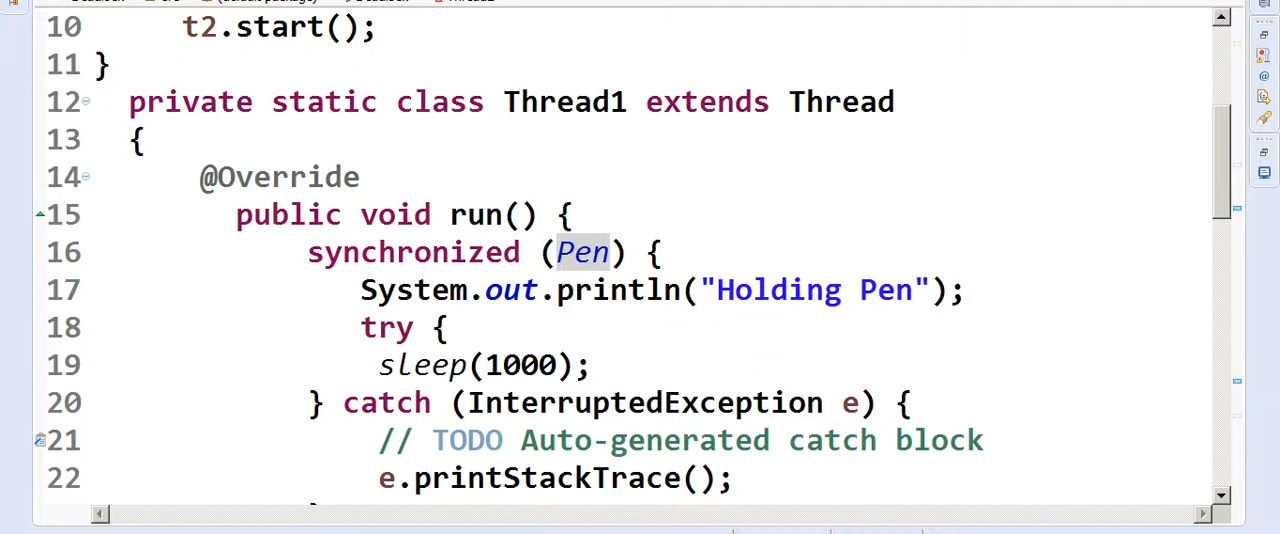 10 t2.start();
11 }
12 private static class Thread1 extends Thread
13 {
14 @Override
15 public void run() {
16 synchronized (Pen) {
17 System.out.println("Holding Pen");
18 try {
19 sleep(1000);
20 } catch (InterruptedException e) {
21 // TODO Auto-generated catch block
22 e.printStackTrace();